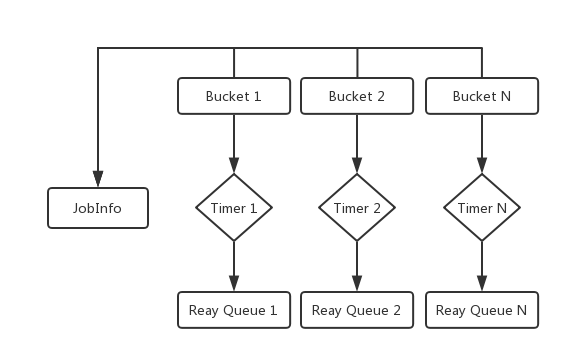 Bucket 1
Bucket 2
Bucket N
JobInfo
Timer 1
Timer 2
Timer N
Reay Queue 1
Reay Queue 2
Reay Queue N